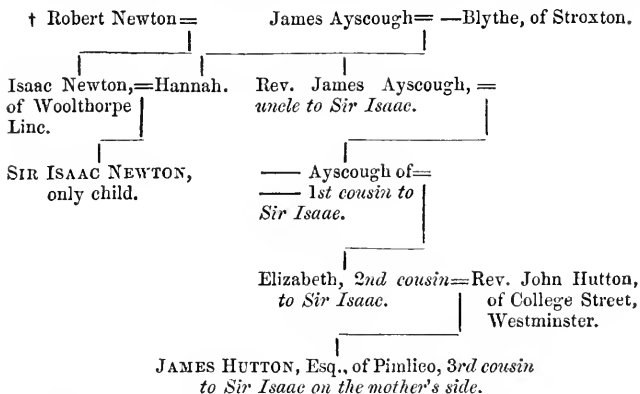 † Robert Newton= James Ayscough= —Blythe, of Stroxton.
Isaac Newton,=Hannah. Rev. James Ayscough, =
of Woolthorpe uncle to Sir Isaac.
Linc.
SIR ISAAC NEWTON, —— Ayscough of=
only child. —— 1st cousin to
Sir Isaae.
Elizabeth, 2nd cousin=Rev. John Hutton,
to Sir Isaac. of College Street,
Westminster.
JAMES HUTTON, Esq., of Pimlico, 3rd cousin
to Sir Isaac on the mother's side.